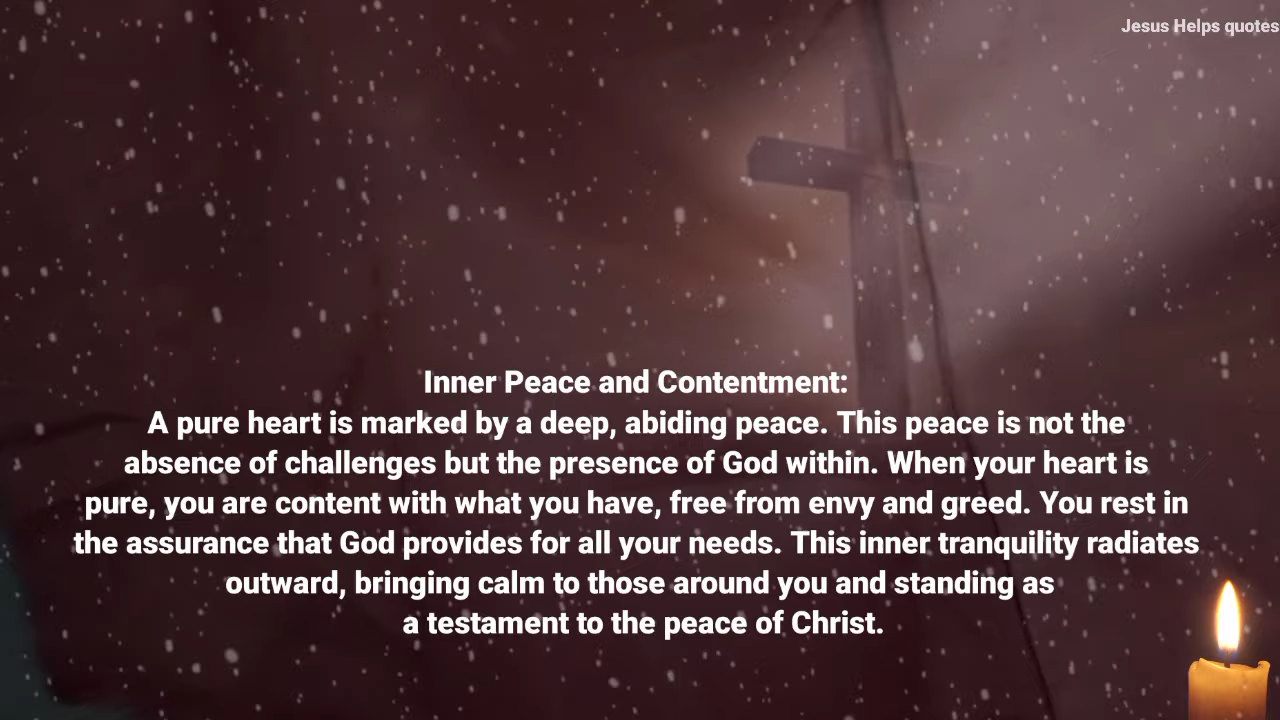 Jesus Helps quotes
Inner Peace and Contentment:
A pure heart is marked by a deep, abiding peace. This peace is not the
absence of challenges but the presence of God within. When your heart is
pure, you are content with what you have, free from envy and greed. You rest in
the assurance that God provides for all your needs. This inner tranquility radiates
outward, bringing calm to those around you and standing as
a testament to the peace of Christ.